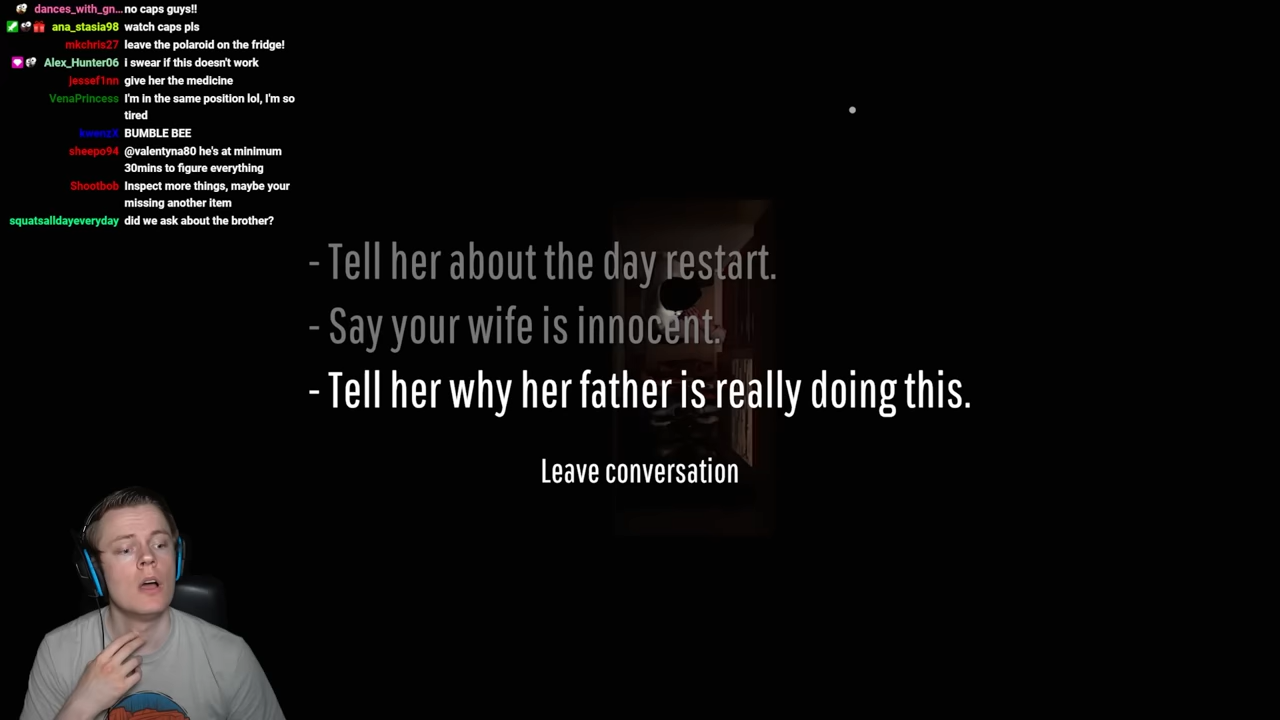 dances_with_gn... no caps guys!!
ana_stasia98 watch caps pls
mkchris27 leave the polaroid on the fridge!
Alex_Hunter06 i swear if this doesn't work
jessef1nn give her the medicine
VenaPrincess I'm in the same position lol, I'm so
tired
BUMBLE BEE
sheepo94 @valentyna80 he's at minimum
30mins to figure everything
Shootbob Inspect more things, maybe your
missing another item
squatsalldayeveryday did we ask about the brother?
- Tell her about the day restart.
- Say your wife is innocent.
- Tell her why her father is really doing this.
Leave conversation